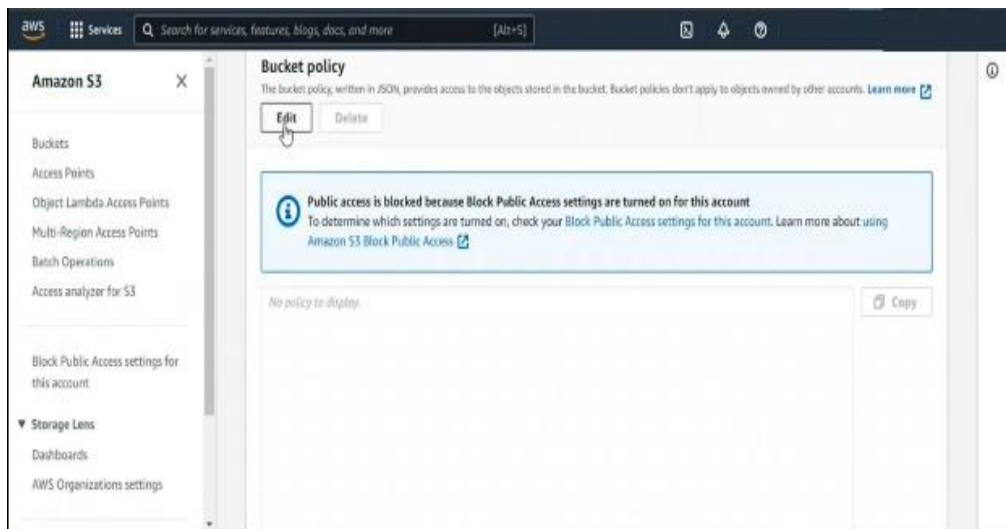 aws Services Search for services, features, blogs, docs, and more [Alt+S]
Amazon S3
Buckets
Access Points
Object Lambda Access Points
Multi-Region Access Points
Batch Operations
Access analyzer for S3
Block Public Access settings for
this account
Storage Lens
Dashboards
AWS Organizations settings
Bucket policy
The bucket policy, written in JSON, provides access to the objects stored in the bucket. Bucket policies don't apply to objects owned by other accounts. Learn more
Edit Delete
Public access is blocked because Block Public Access settings are turned on for this account
To determine which settings are turned on, check your Block Public Access settings for this account. Learn more about using
Amazon S3 Block Public Access
No policy to display.
Copy